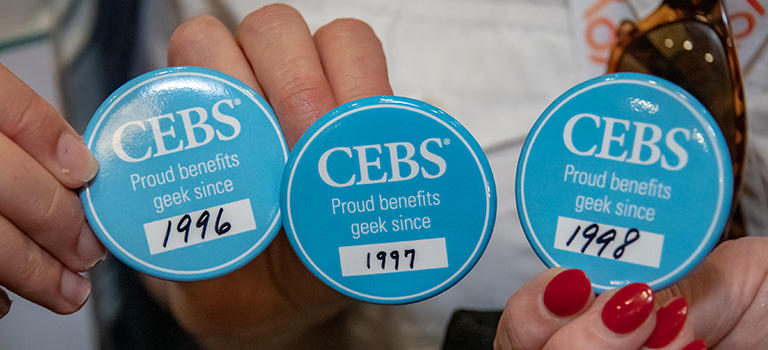 CEBS®
Proud benefits
geek since
1996
CEBS®
Proud benefits
geek since
1997
CEBS®
Proud benefits
geek since
1998